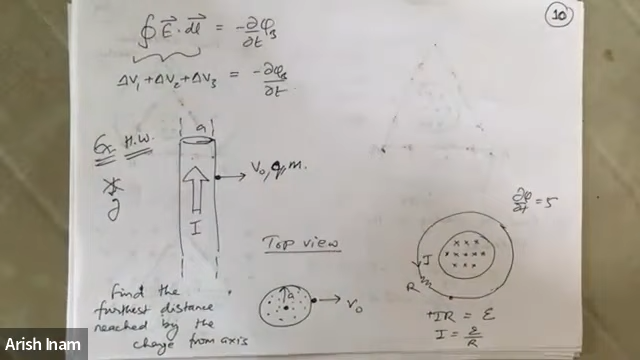 10
∮ E⃗ · dl⃗ = -∂φ_B/∂t
ΔV₁ + ΔV₂ + ΔV₃ = -∂φ_B/∂t
Ex H.W.
a
V₀, q, m.
I
Top view
a
V₀
Find the
furthest distance
reached by the
charge from axis
∂φ/∂t = 5
I
R
+IR = ε
I = ε/R
Arish Inam